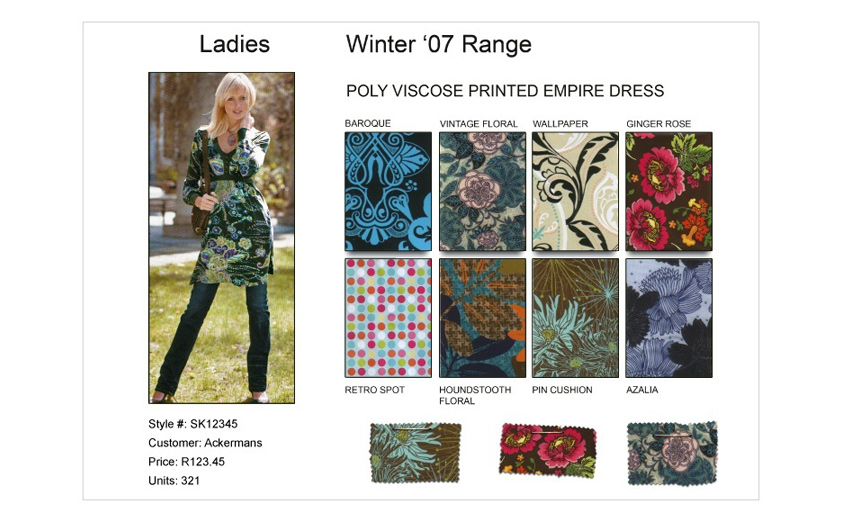 Ladies
Winter ‘07 Range
POLY VISCOSE PRINTED EMPIRE DRESS
BAROQUE
VINTAGE FLORAL
WALLPAPER
GINGER ROSE
RETRO SPOT
HOUNDSTOOTH
FLORAL
PIN CUSHION
AZALIA
Style #: SK12345
Customer: Ackermans
Price: R123.45
Units: 321